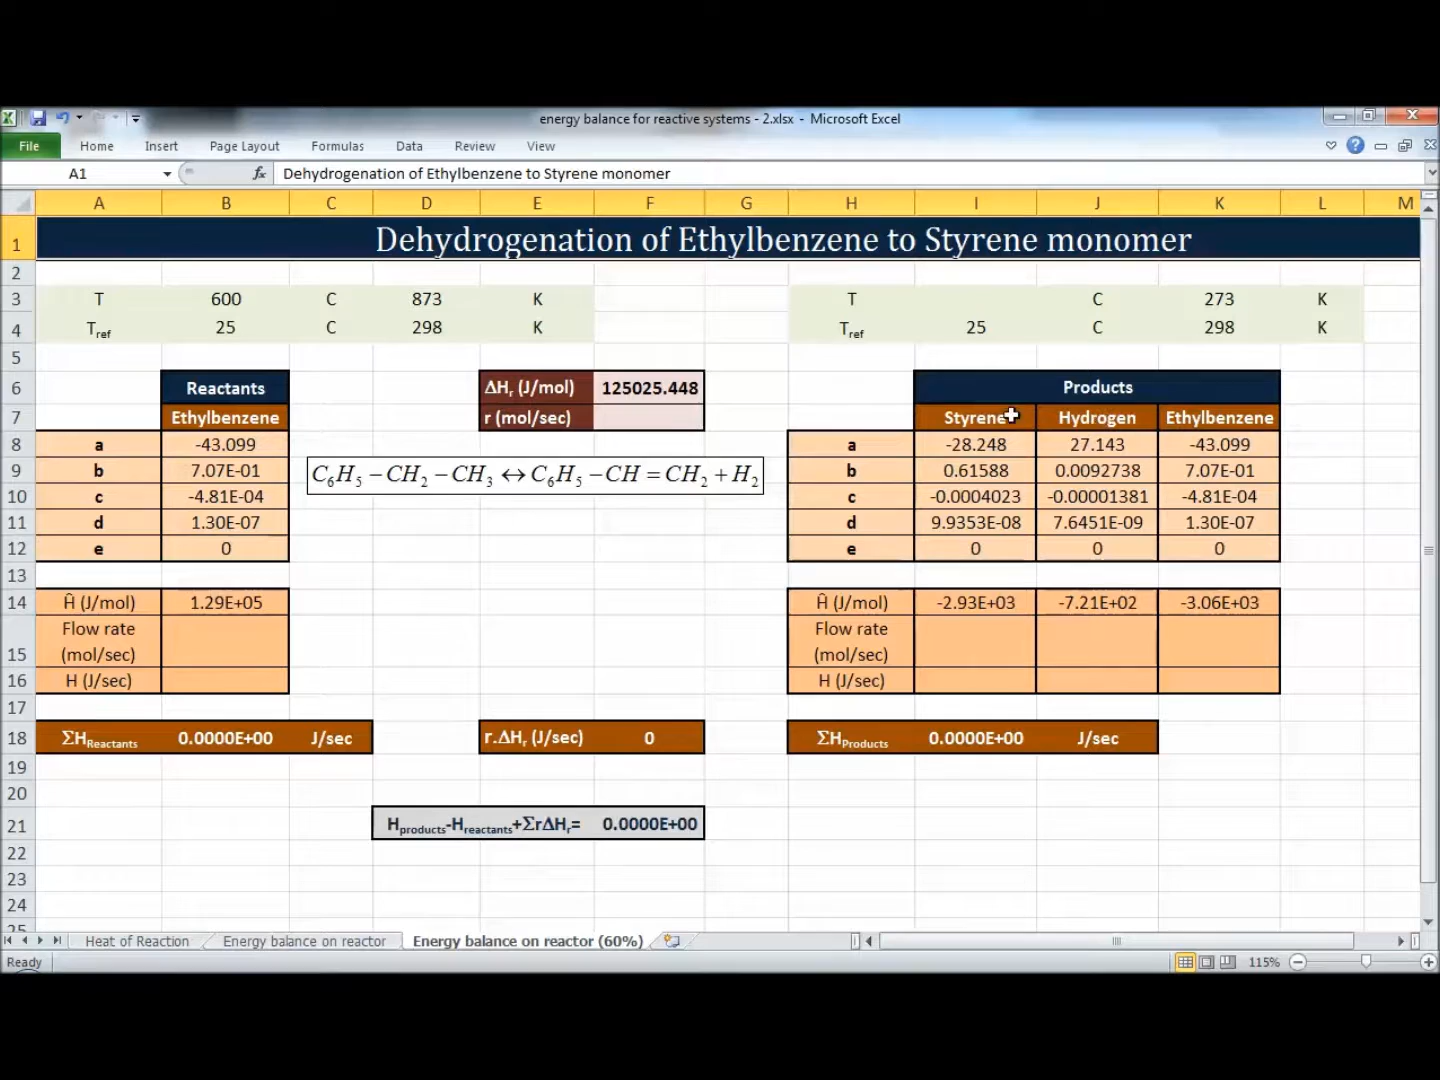 energy balance for reactive systems - 2.xlsx - Microsoft Excel
File Home Insert Page Layout Formulas Data Review View
A1 fx Dehydrogenation of Ethylbenzene to Styrene monomer
A B C D E F G H I J K L M
1 Dehydrogenation of Ethylbenzene to Styrene monomer
2
3 T 600 C 873 K T C 273 K
4 Tref 25 C 298 K Tref 25 C 298 K
5
6 Reactants ΔHr (J/mol) 125025.448 Products
7 Ethylbenzene r (mol/sec) Styrene Hydrogen Ethylbenzene
8 a -43.099 a -28.248 27.143 -43.099
9 b 7.07E-01 C6H5 − CH2 − CH3 ↔ C6H5 − CH = CH2 + H2 b 0.61588 0.0092738 7.07E-01
10 c -4.81E-04 c -0.0004023 -0.00001381 -4.81E-04
11 d 1.30E-07 d 9.9353E-08 7.6451E-09 1.30E-07
12 e 0 e 0 0 0
13
14 Ĥ (J/mol) 1.29E+05 Ĥ (J/mol) -2.93E+03 -7.21E+02 -3.06E+03
Flow rate Flow rate
15 (mol/sec) (mol/sec)
16 H (J/sec) H (J/sec)
17
18 ΣHReactants 0.0000E+00 J/sec r.ΔHr (J/sec) 0 ΣHProducts 0.0000E+00 J/sec
19
20
21 Hproducts-Hreactants+ΣrΔHr= 0.0000E+00
22
23
24
25
Heat of Reaction Energy balance on reactor Energy balance on reactor (60%)
Ready 115%